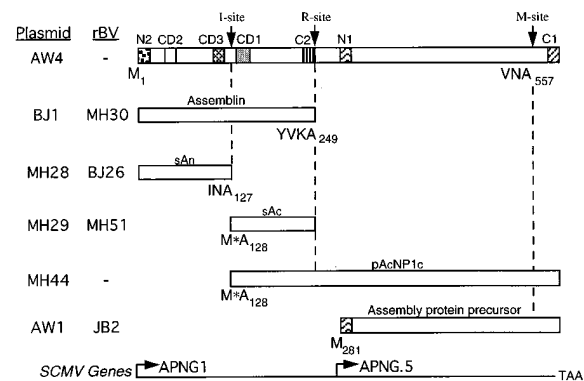 I-site R-site M-site
Plasmid rBV N2 CD2 CD3 CD1 C2 N1 C1
AW4 -
M1 VNA557
Assemblin
BJ1 MH30
YVKA249
sAn
MH28 BJ26
INA127
sAc
MH29 MH51
M*A128
pAcNP1c
MH44 -
M*A128
Assembly protein precursor
AW1 JB2
M281
SCMV Genes APNG1 APNG.5 TAA